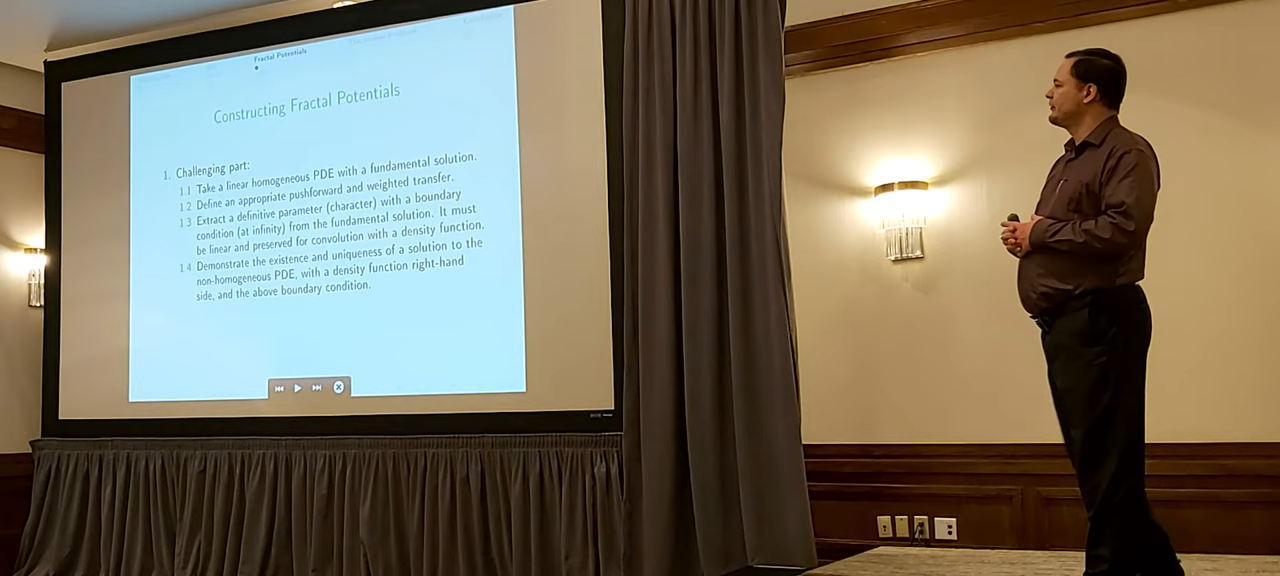 Fractal Potentials
Constructing Fractal Potentials
1. Challenging part:
1.1 Take a linear homogeneous PDE with a fundamental solution.
1.2 Define an appropriate pushforward and weighted transfer.
1.3 Extract a definitive parameter (character) with a boundary
condition (at infinity) from the fundamental solution. It must
be linear and preserved for convolution with a density function.
1.4 Demonstrate the existence and uniqueness of a solution to the
non-homogeneous PDE, with a density function right-hand
side, and the above boundary condition.